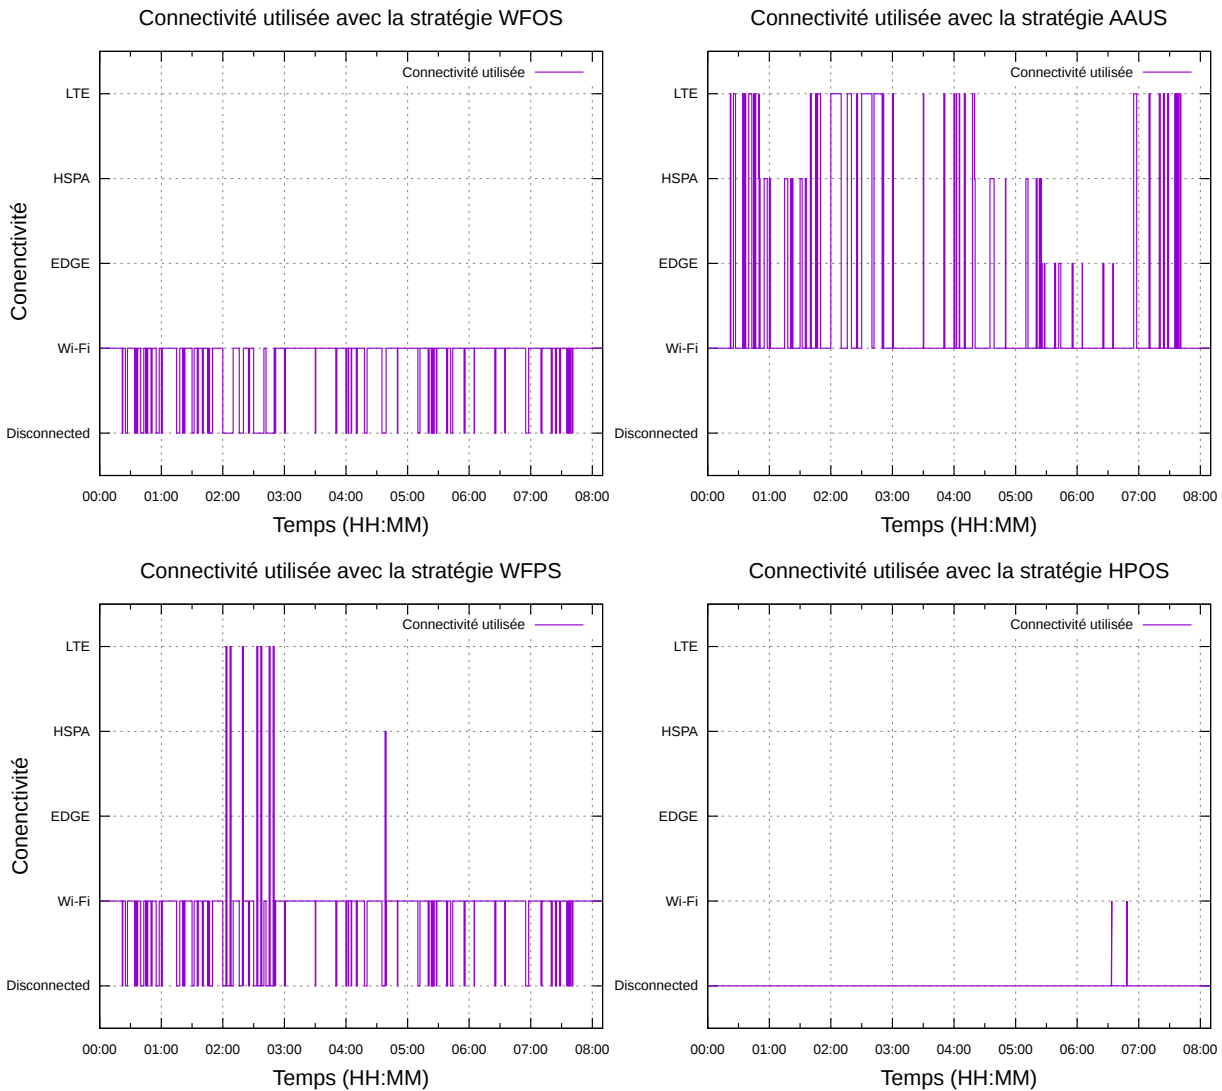 Connectivité utilisée avec la stratégie WFOS
Connectivité utilisée
LTE
HSPA
EDGE
Wi-Fi
Disconnected
Conenctivité
00:00 01:00 02:00 03:00 04:00 05:00 06:00 07:00 08:00
Temps (HH:MM)
Connectivité utilisée avec la stratégie AAUS
Connectivité utilisée
LTE
HSPA
EDGE
Wi-Fi
Disconnected
00:00 01:00 02:00 03:00 04:00 05:00 06:00 07:00 08:00
Temps (HH:MM)
Connectivité utilisée avec la stratégie WFPS
Connectivité utilisée
LTE
HSPA
EDGE
Wi-Fi
Disconnected
Conenctivité
00:00 01:00 02:00 03:00 04:00 05:00 06:00 07:00 08:00
Temps (HH:MM)
Connectivité utilisée avec la stratégie HPOS
Connectivité utilisée
LTE
HSPA
EDGE
Wi-Fi
Disconnected
00:00 01:00 02:00 03:00 04:00 05:00 06:00 07:00 08:00
Temps (HH:MM)